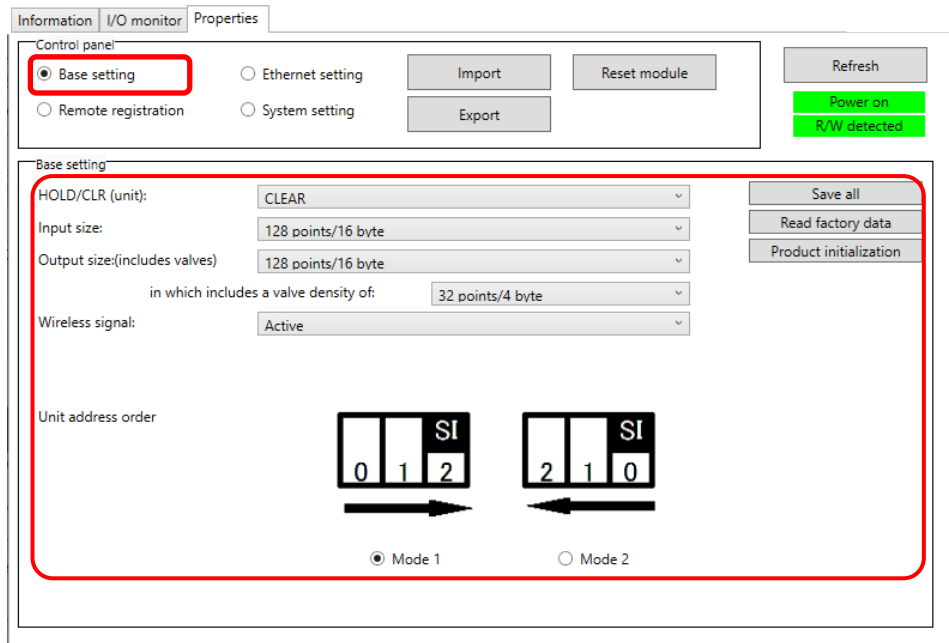 Information I/O monitor Properties
Control panel
Base setting Ethernet setting Import Reset module Refresh
Remote registration System setting Export Power on
R/W detected
Base setting
HOLD/CLR (unit): CLEAR Save all
Input size: 128 points/16 byte Read factory data
Output size:(includes valves) 128 points/16 byte Product initialization
in which includes a valve density of: 32 points/4 byte
Wireless signal: Active
Unit address order
SI SI
0 1 2 2 1 0
Mode 1 Mode 2